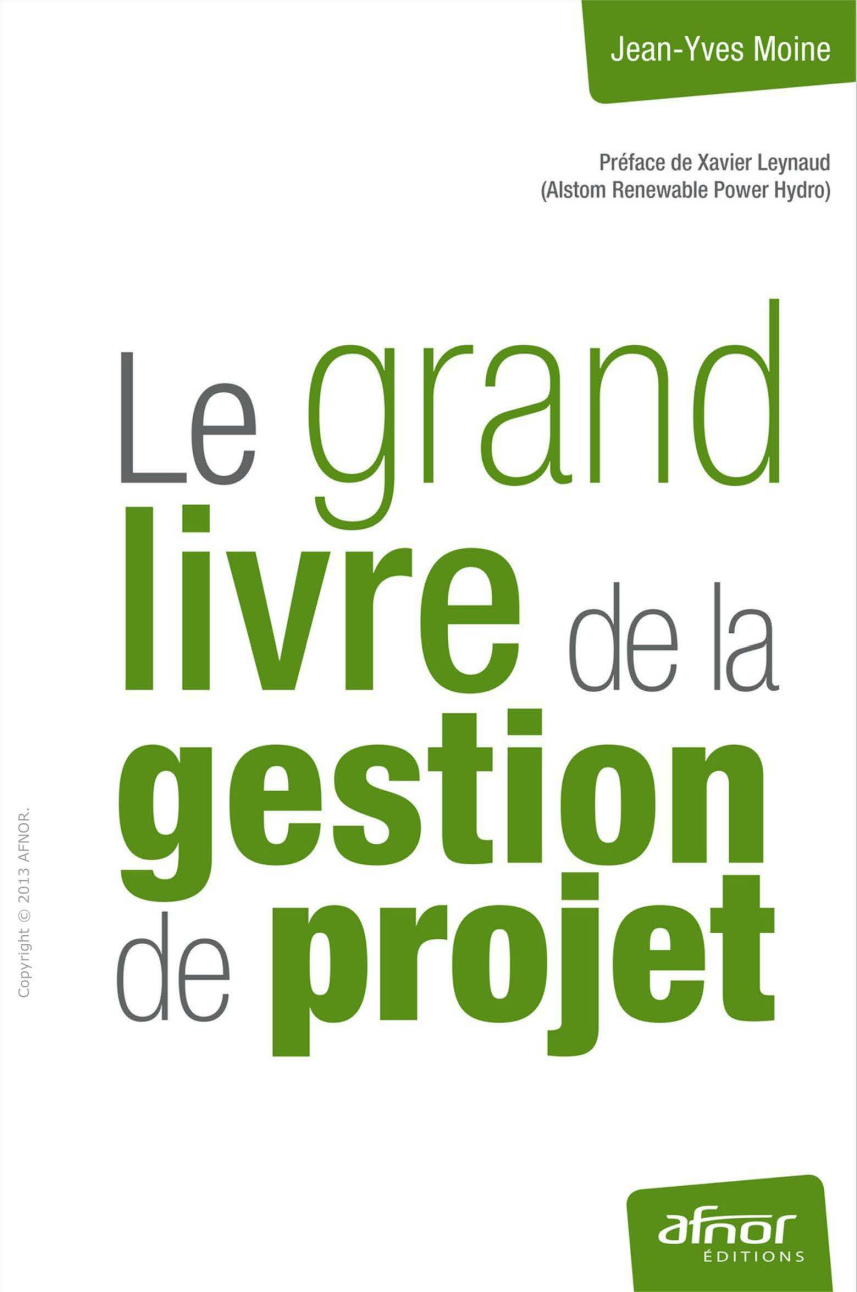 Jean-Yves Moine
Préface de Xavier Leynaud
(Alstom Renewable Power Hydro)
Le grand
livre de la
gestion
de projet
Copyright © 2013 AFNOR.
afnor
ÉDITIONS